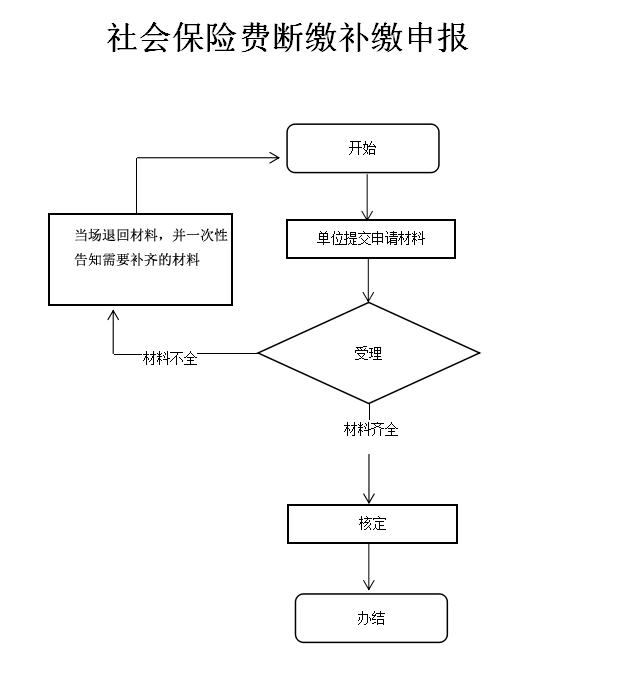 社会保险费断缴补缴申报
开始
单位提交申请材料
当场退回材料，并一次性
告知需要补齐的材料
受理
材料不全
材料齐全
核定
办结